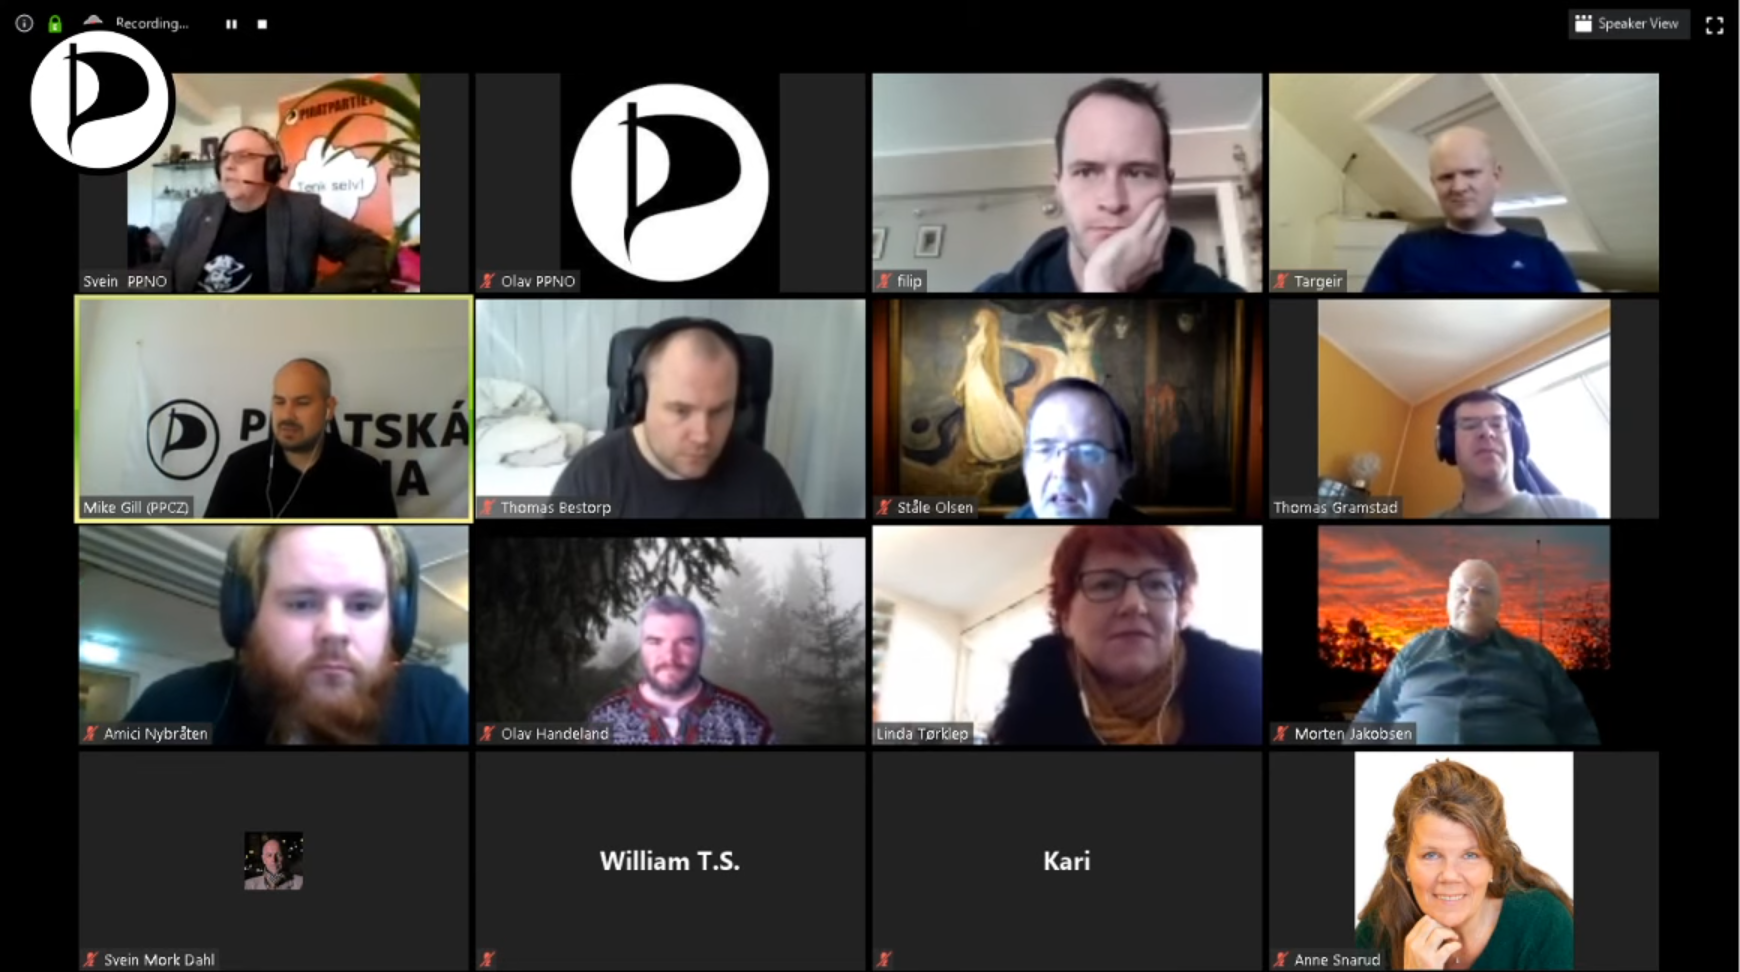 Recording...
Speaker View
PIRATPARTIET
Tenk selv!
Svein PPNO
Olav PPNO
filip
Targeir
PIRATSKÁ
Mike Gill (PPCZ)
Thomas Bestorp
Ståle Olsen
Thomas Gramstad
Amici Nybråten
Olav Handeland
Linda Tørklep
Morten Jakobsen
William T.S.
Kari
Svein Mork Dahl
Anne Snarud